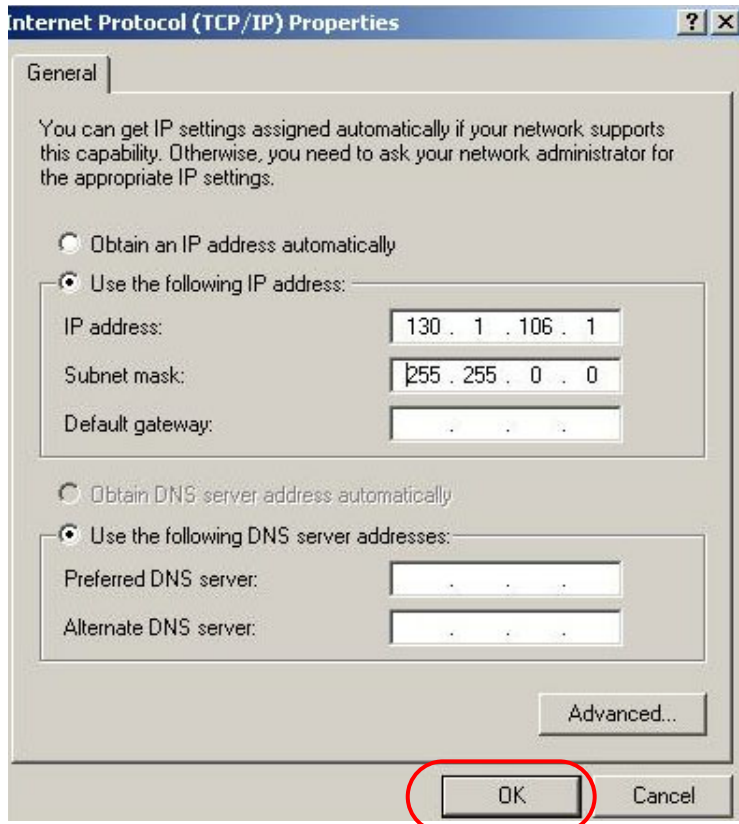 Internet Protocol (TCP/IP) Properties
General
You can get IP settings assigned automatically if your network supports
this capability. Otherwise, you need to ask your network administrator for
the appropriate IP settings.
Obtain an IP address automatically
Use the following IP address:
IP address: 130 . 1 . 106 . 1
Subnet mask: 255 . 255 . 0 . 0
Default gateway: . . .
Obtain DNS server address automatically
Use the following DNS server addresses:
Preferred DNS server: . . .
Alternate DNS server: . . .
Advanced...
OK Cancel